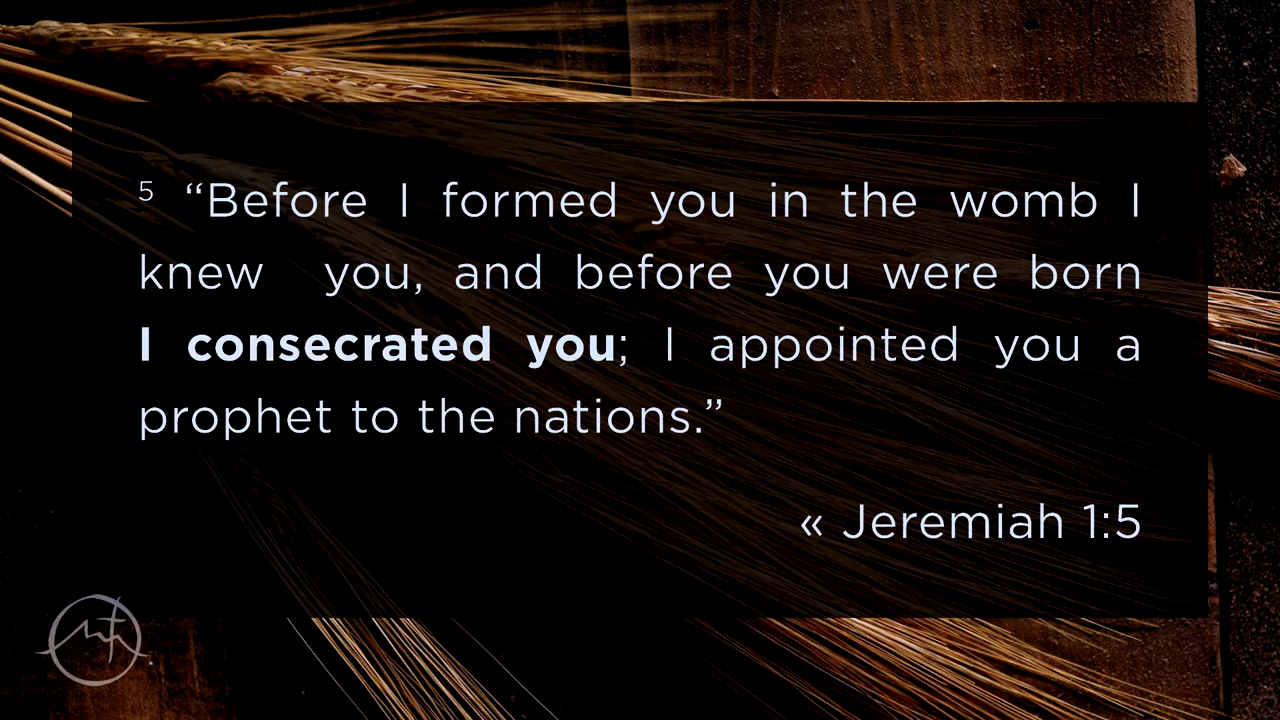 5 “Before I formed you in the womb I
knew you, and before you were born
I consecrated you; I appointed you a
prophet to the nations.”
« Jeremiah 1:5